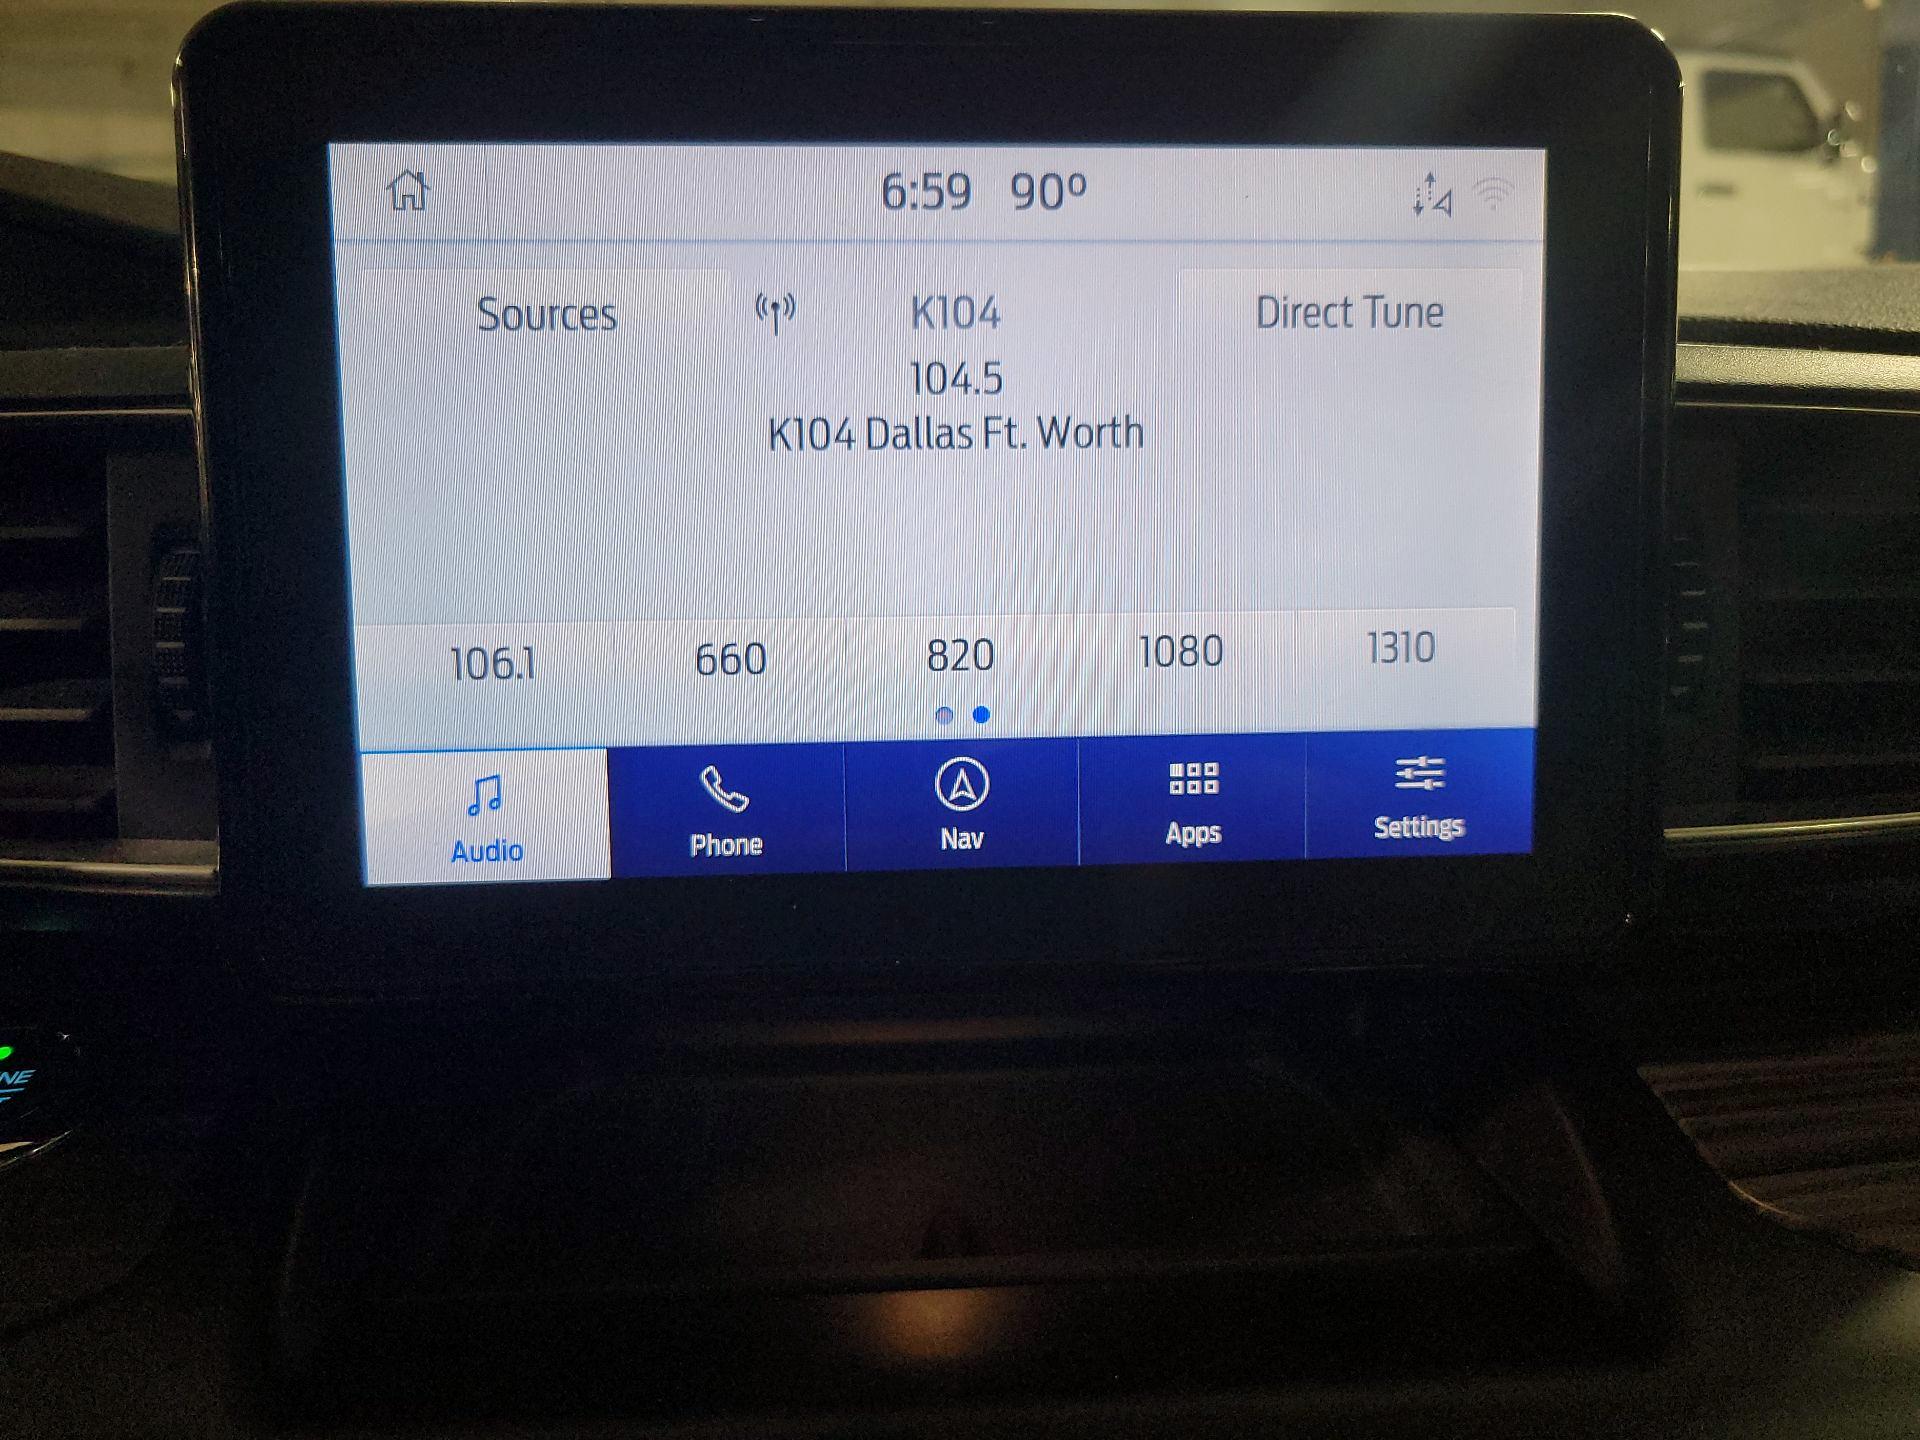 6:59 90°
Sources K104 Direct Tune
104.5
K104 Dallas Ft. Worth
106.1 660 820 1080 1310
Audio Phone Nav Apps Settings